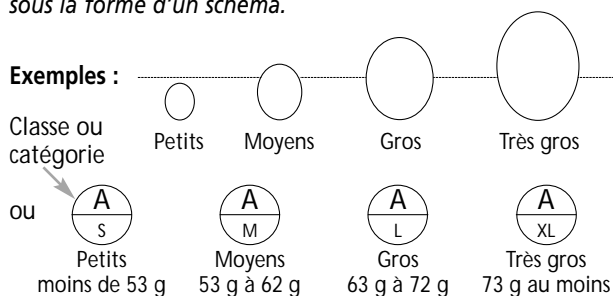 sous la forme d'un schéma.
Exemples :
Petits Moyens Gros Très gros
Classe ou
catégorie
ou
A A A A
S M L XL
Petits Moyens Gros Très gros
moins de 53 g 53 g à 62 g 63 g à 72 g 73 g au moins